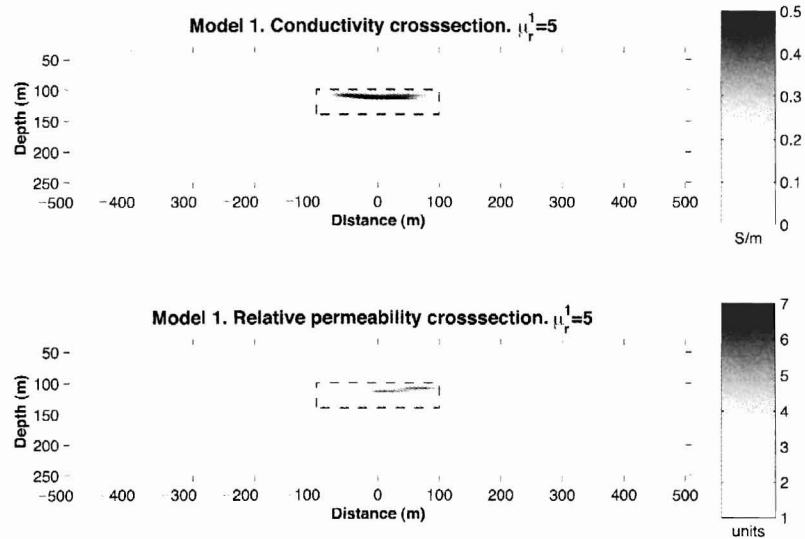 Model 1. Conductivity crosssection. μ_r^1=5
Depth (m)
50
100
150
200
250
−500 −400 300 −200 −100 0 100 200 300 400 500
Distance (m)
0.5
0.4
0.3
0.2
0.1
0
S/m
Model 1. Relative permeability crosssection. μ_r^1=5
Depth (m)
50
100
150
200
250
−500 −400 −300 −200 −100 0 100 200 300 400 500
Distance (m)
7
6
5
4
3
2
1
units